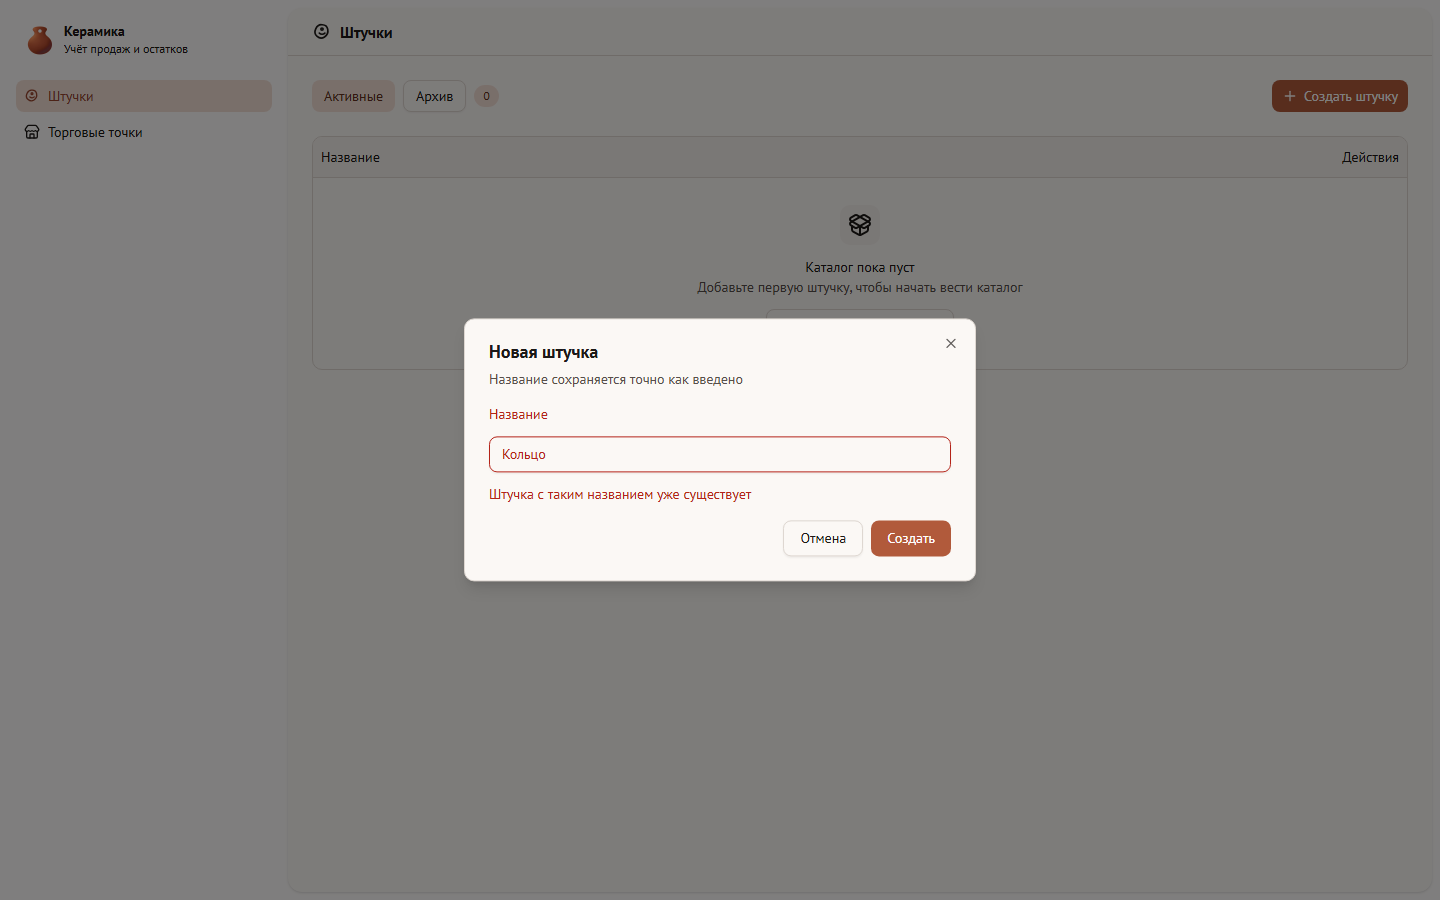 Керамика
Учёт продаж и остатков
Штучки
Торговые точки
Штучки
Активные
Архив
0
Создать штучку
Название
Действия
Каталог пока пуст
Добавьте первую штучку, чтобы начать вести каталог
Новая штучка
Название сохраняется точно как введено
Название
Кольцо
Штучка с таким названием уже существует
Отмена
Создать